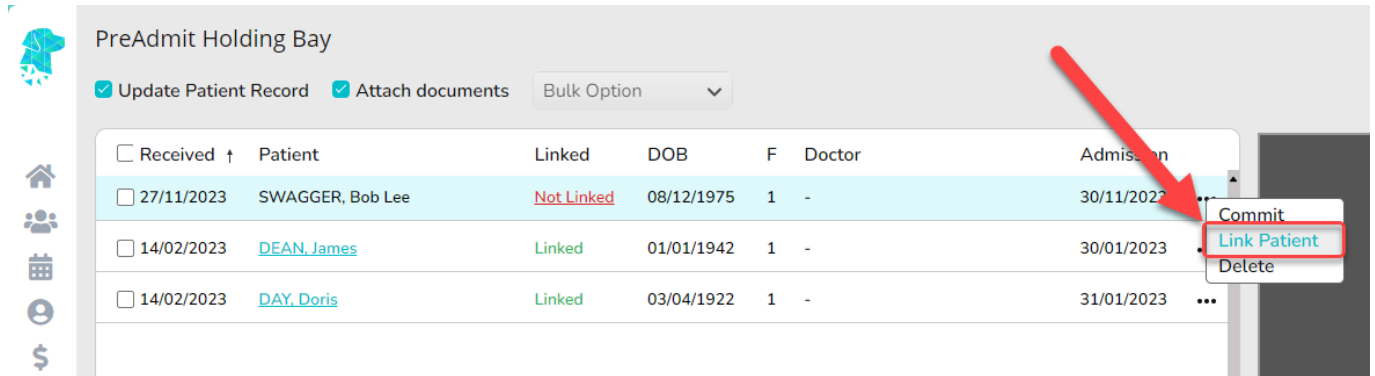 PreAdmit Holding Bay
Update Patient Record Attach documents Bulk Option
Received ↑ Patient Linked DOB F Doctor Admission
27/11/2023 SWAGGER, Bob Lee Not Linked 08/12/1975 1 - 30/11/2023 •••
Commit
Link Patient
14/02/2023 DEAN, James Linked 01/01/1942 1 - 30/01/2023
Delete
14/02/2023 DAY, Doris Linked 03/04/1922 1 - 31/01/2023 •••
$